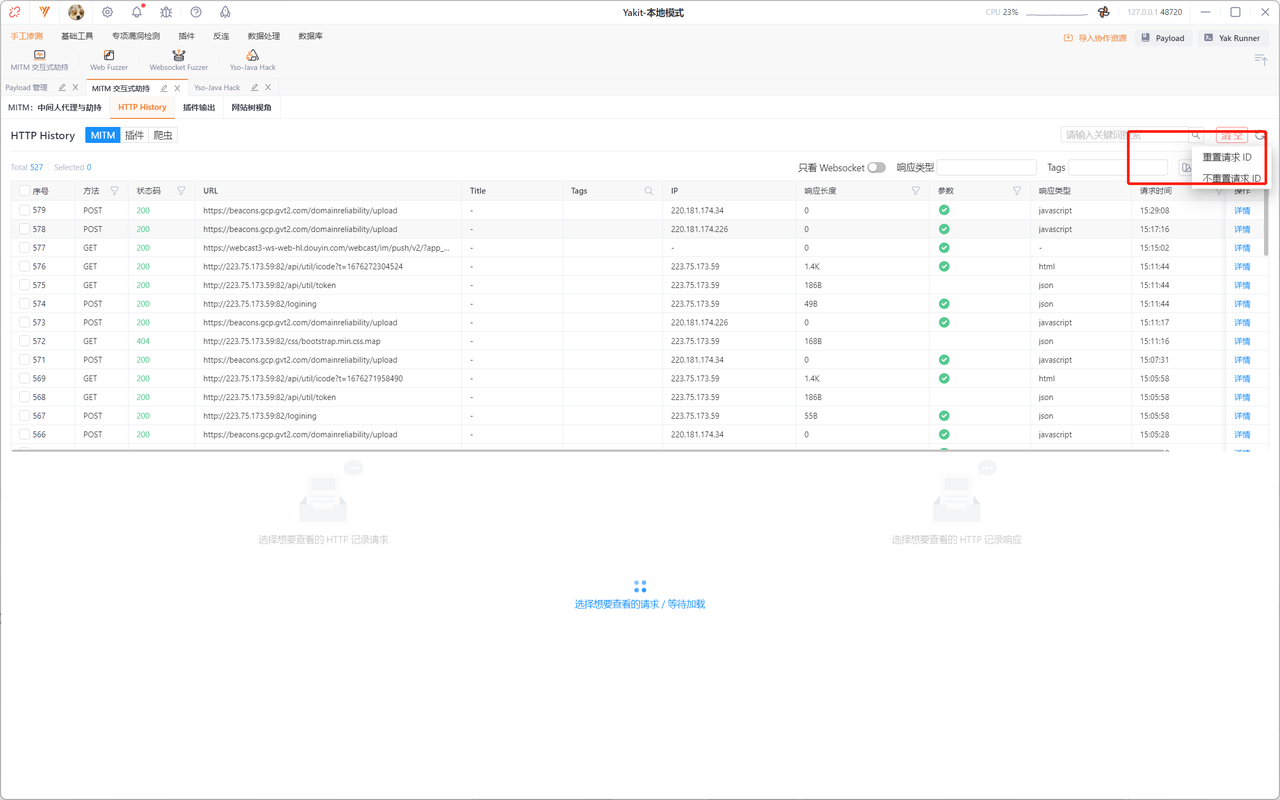 Yakit-本地模式
CPU 23%
127.0.0.1 48720
手工渗透 基础工具 专项漏洞检测 插件 反连 数据处理 数据库
导入协作资源 Payload Yak Runner
MITM 交互式劫持 Web Fuzzer Websocket Fuzzer Yso-Java Hack
Payload 管理 MITM 交互式劫持 Yso-Java Hack
MITM：中间人代理与劫持 HTTP History 插件输出 网站树视角
HTTP History MITM 插件 爬虫 请输入关键词搜索 清空
重置请求 ID
不重置请求 ID
Total 527 Selected 0 只看 Websocket 响应类型 Tags
序号 方法 状态码 URL Title Tags IP 响应长度 参数 响应类型 请求时间 操作
579 POST 200 https://beacons.gcp.gvt2.com/domainreliability/upload - 220.181.174.34 0 javascript 15:29:08 详情
578 POST 200 https://beacons.gcp.gvt2.com/domainreliability/upload - 220.181.174.226 0 javascript 15:17:16 详情
577 GET 200 https://webcast3-ws-web-hl.douyin.com/webcast/im/push/v2/?app_... - - 0 - 15:15:02 详情
576 GET 200 http://223.75.173.59:82/api/util/icode?t=1676272304524 - 223.75.173.59 1.4K html 15:11:44 详情
575 GET 200 http://223.75.173.59:82/api/util/token - 223.75.173.59 186B json 15:11:44 详情
574 POST 200 http://223.75.173.59:82/logining - 223.75.173.59 49B json 15:11:44 详情
573 POST 200 https://beacons.gcp.gvt2.com/domainreliability/upload - 220.181.174.226 0 javascript 15:11:17 详情
572 GET 404 http://223.75.173.59:82/css/bootstrap.min.css.map - 223.75.173.59 168B json 15:11:16 详情
571 POST 200 https://beacons.gcp.gvt2.com/domainreliability/upload - 220.181.174.34 0 javascript 15:07:31 详情
569 GET 200 http://223.75.173.59:82/api/util/icode?t=1676271958490 - 223.75.173.59 1.4K html 15:05:58 详情
568 GET 200 http://223.75.173.59:82/api/util/token - 223.75.173.59 186B json 15:05:58 详情
567 POST 200 http://223.75.173.59:82/logining - 223.75.173.59 55B json 15:05:58 详情
566 POST 200 https://beacons.gcp.gvt2.com/domainreliability/upload - 220.181.174.34 0 javascript 15:05:28 详情
选择想要查看的 HTTP 记录请求
选择想要查看的 HTTP 记录响应
选择想要查看的请求 / 等待加载